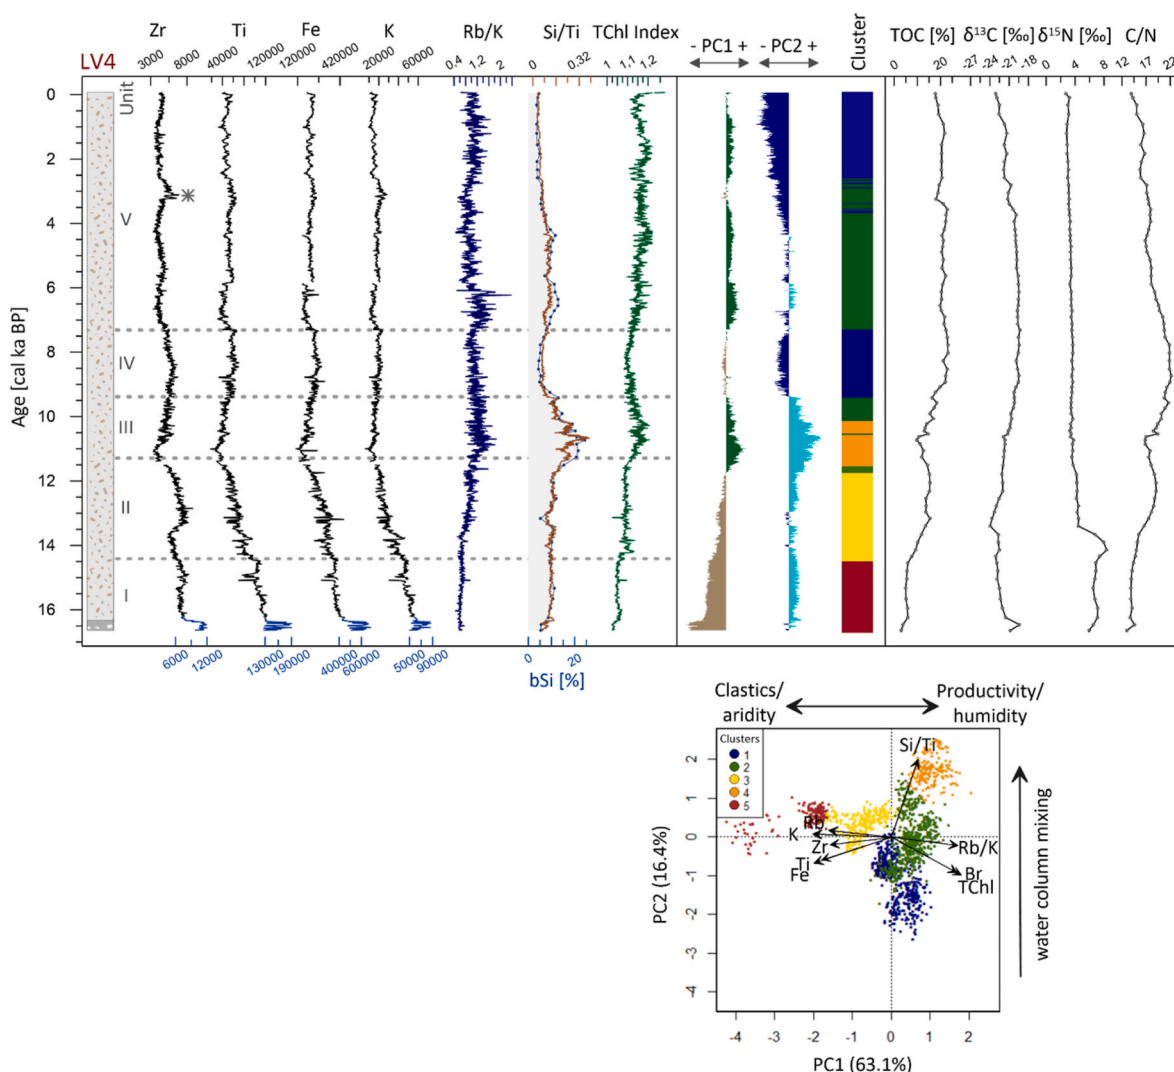 Zr Ti Fe K Rb/K Si/Ti TChl Index - PC1 + - PC2 + Cluster TOC [%] δ¹³C [‰] δ¹⁵N [‰] C/N
3000 8000 40000 120000 120000 420000 20000 60000 0.4 1.2 2 0 0.32 1 1.1 1.2 0 20 27 24 21 18 0 4 8 12 17 22
LV4
Unit
0
2
V
4
6
8
IV
10
III
12
II
14
I
16
Age [cal ka BP]
6000 12000 130000 190000 400000 600000 50000 90000 0 20
bSi [%]
Clastics/
aridity
Productivity/
humidity
Clusters
1
2
3
4
5
Si/Ti
Rb
K
Zr
Ti
Fe
Rb/K
Br
TChl
2
1
0
-1
-2
-3
-4
PC2 (16.4%)
water column mixing
-4 -3 -2 -1 0 1 2
PC1 (63.1%)